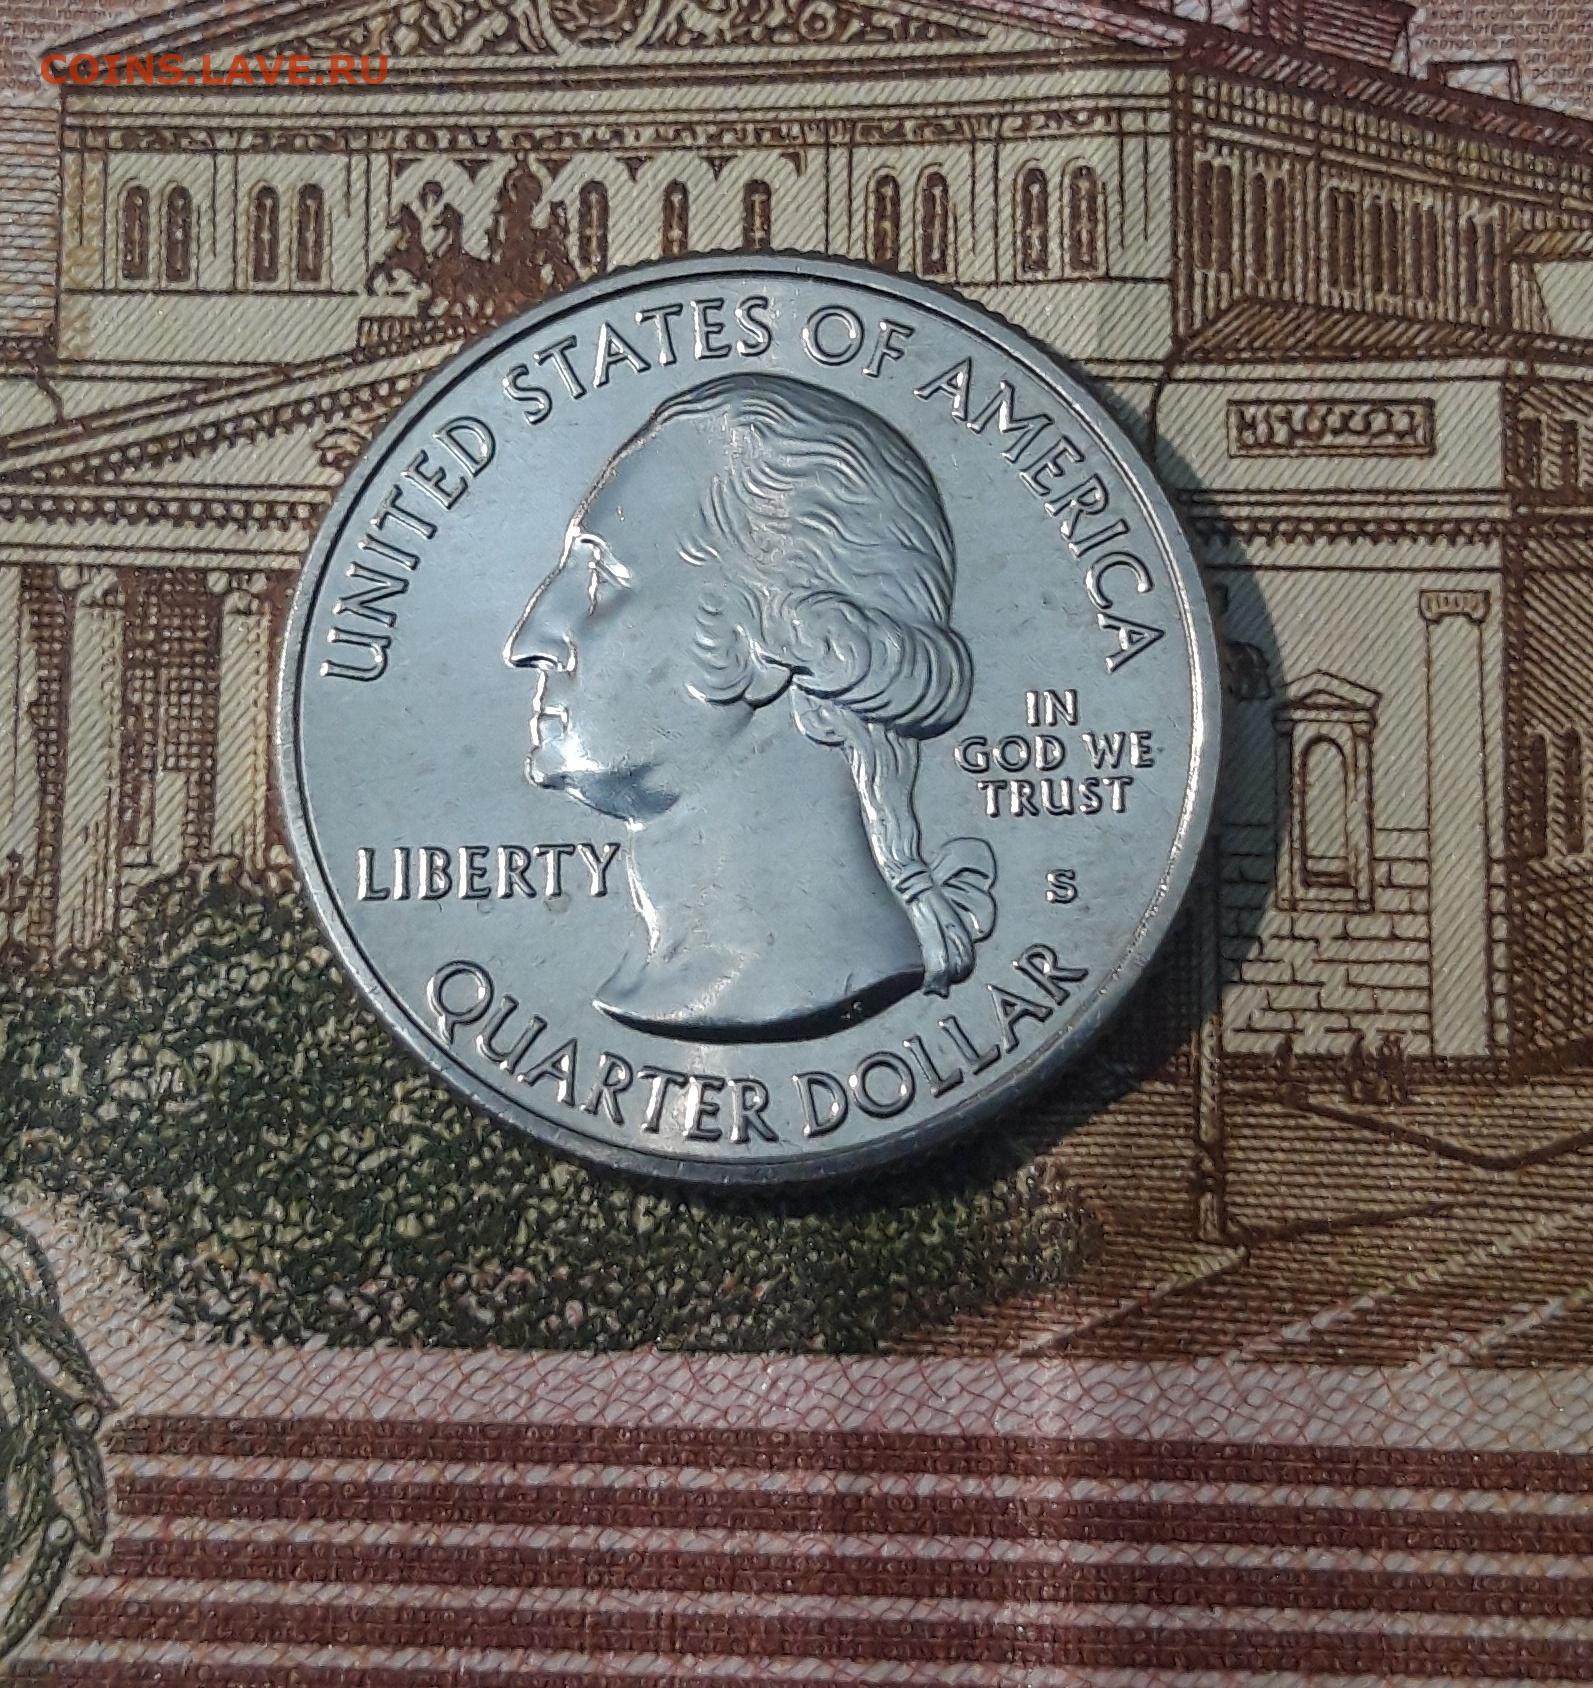 COINS.LAVE.RU
UNITED STATES OF AMERICA
IN
GOD WE
TRUST
LIBERTY
S
QUARTER DOLLAR